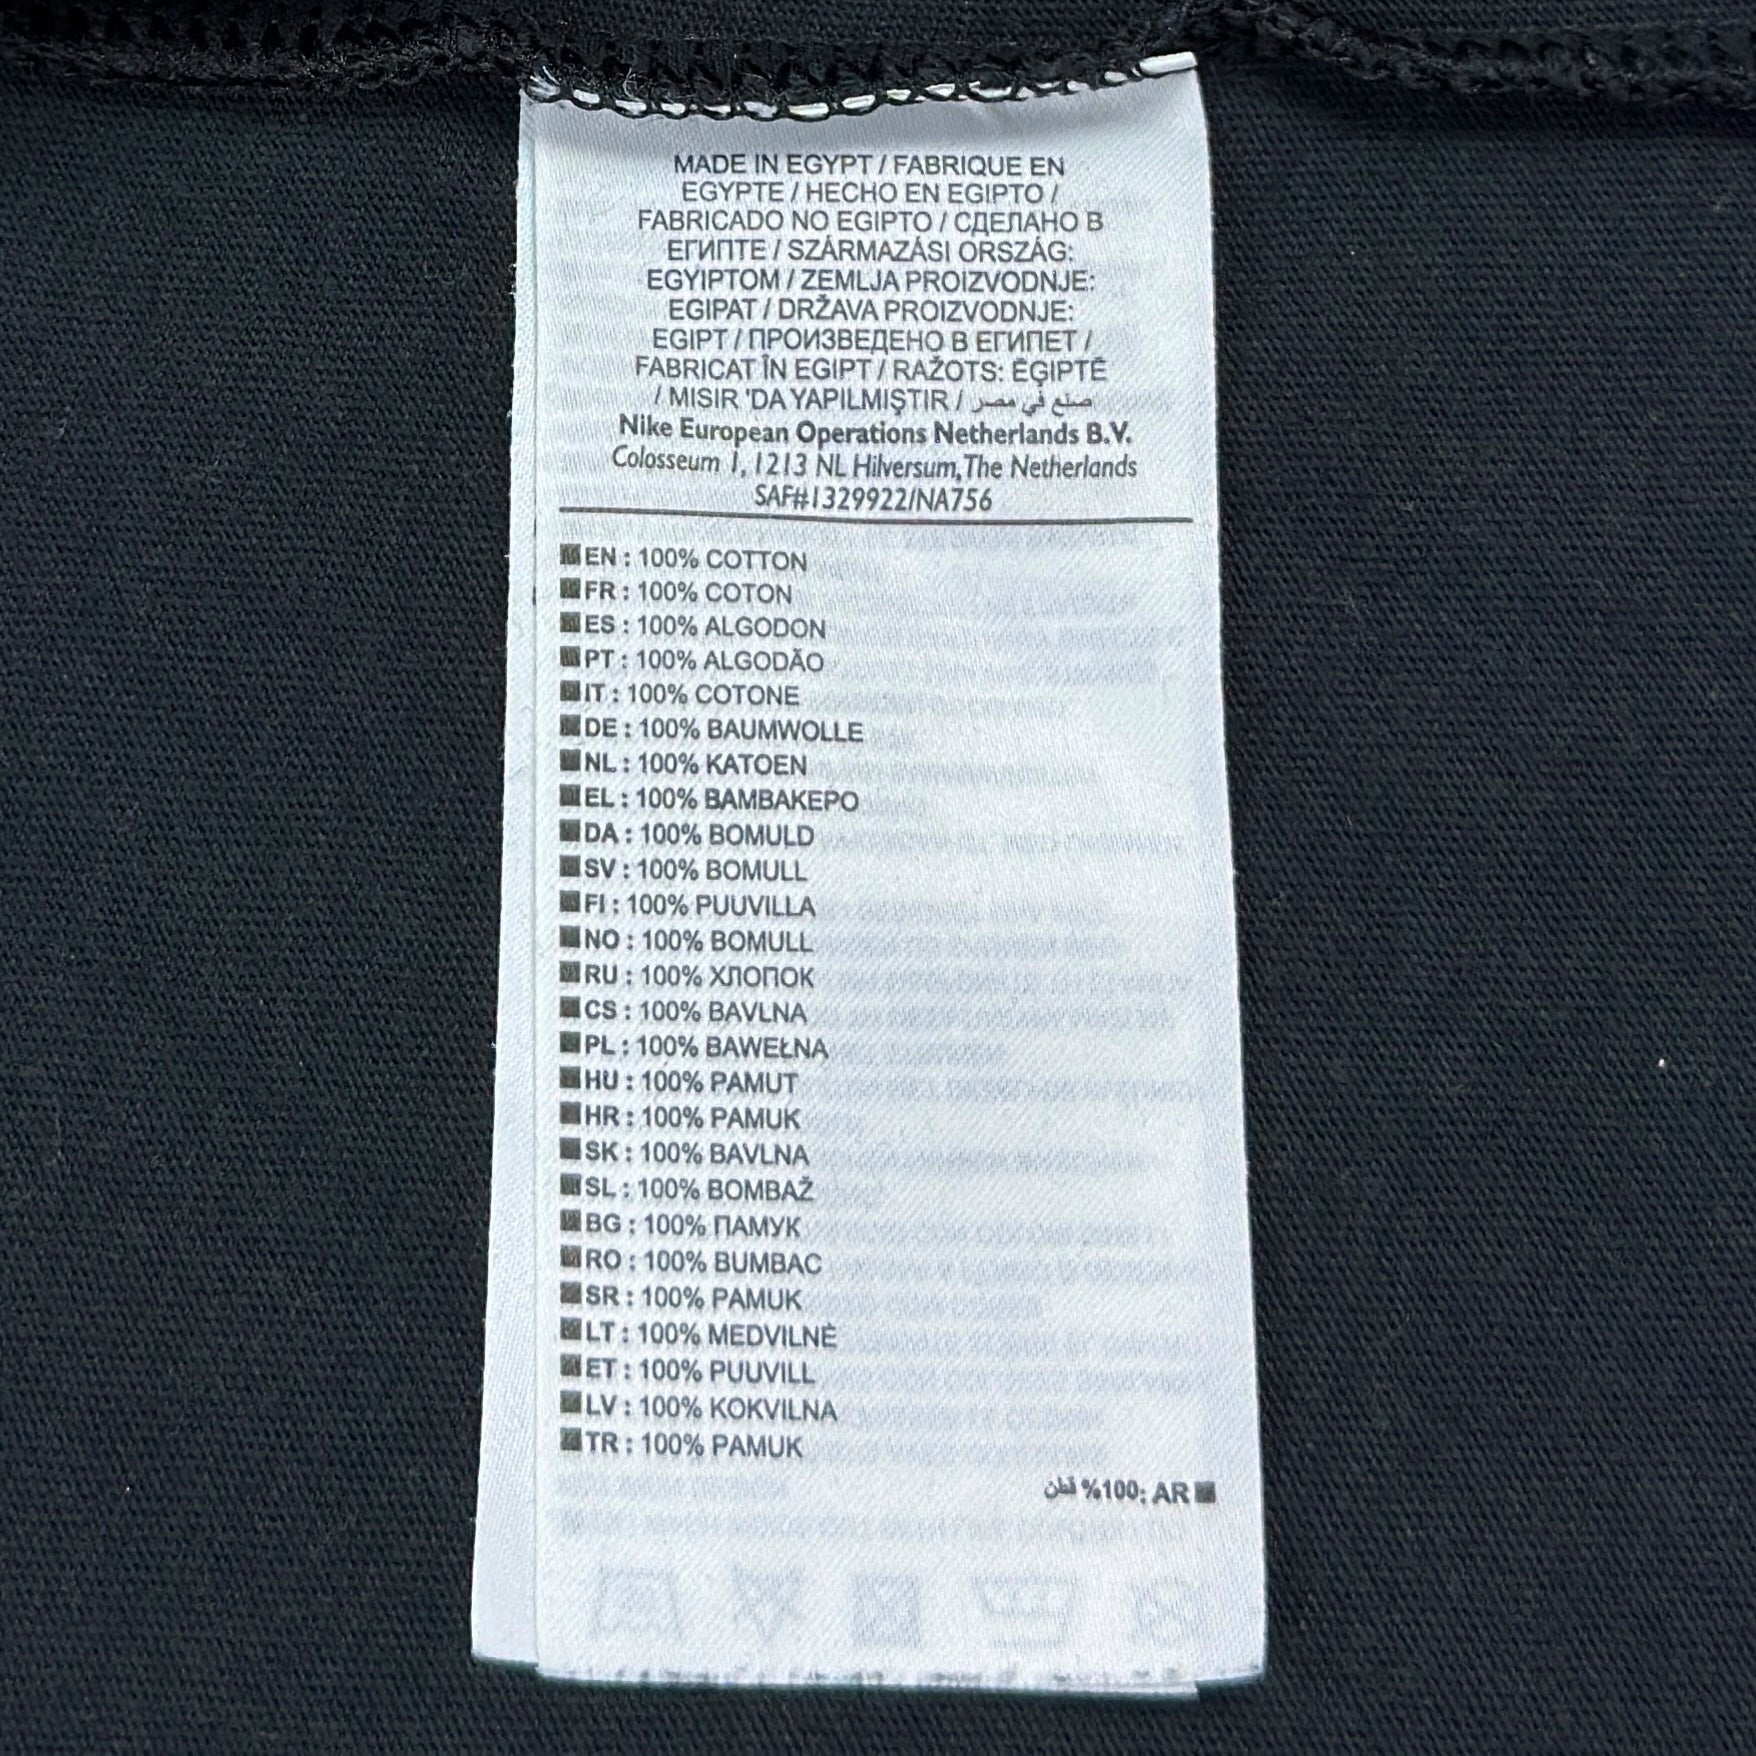 MADE IN EGYPT / FABRIQUE EN
EGYPTE / HECHO EN EGIPTO /
FABRICADO NO EGIPTO / СДЕЛАНО В
ЕГИПТЕ / SZÁRMAZÁSI ORSZÁG:
EGYIPTOM / ZEMLJA PROIZVODNJE:
EGIPAT / DRŽAVA PROIZVODNJE:
EGIPT / ПРОИЗВЕДЕНО В ЕГИПЕТ /
FABRICAT ÎN EGIPT / RAŽOTS: ĒĢIPTĒ
/ MISIR 'DA YAPILMIŞTIR / صنع في مصر
Nike European Operations Netherlands B.V.
Colosseum 1, 1213 NL Hilversum, The Netherlands
SAF#1329922/NA756
EN : 100% COTTON
FR : 100% COTON
ES : 100% ALGODON
PT : 100% ALGODÃO
IT : 100% COTONE
DE : 100% BAUMWOLLE
NL : 100% KATOEN
EL : 100% ΒΑΜΒΑΚΕΡΟ
DA : 100% BOMULD
SV : 100% BOMULL
FI : 100% PUUVILLA
NO : 100% BOMULL
RU : 100% ХЛОПОК
CS : 100% BAVLNA
PL : 100% BAWEŁNA
HU : 100% PAMUT
HR : 100% PAMUK
SK : 100% BAVLNA
SL : 100% BOMBAŽ
BG : 100% ПАМУК
RO : 100% BUMBAC
SR : 100% PAMUK
LT : 100% MEDVILNĖ
ET : 100% PUUVILL
LV : 100% KOKVILNA
TR : 100% PAMUK
AR :100% قطن